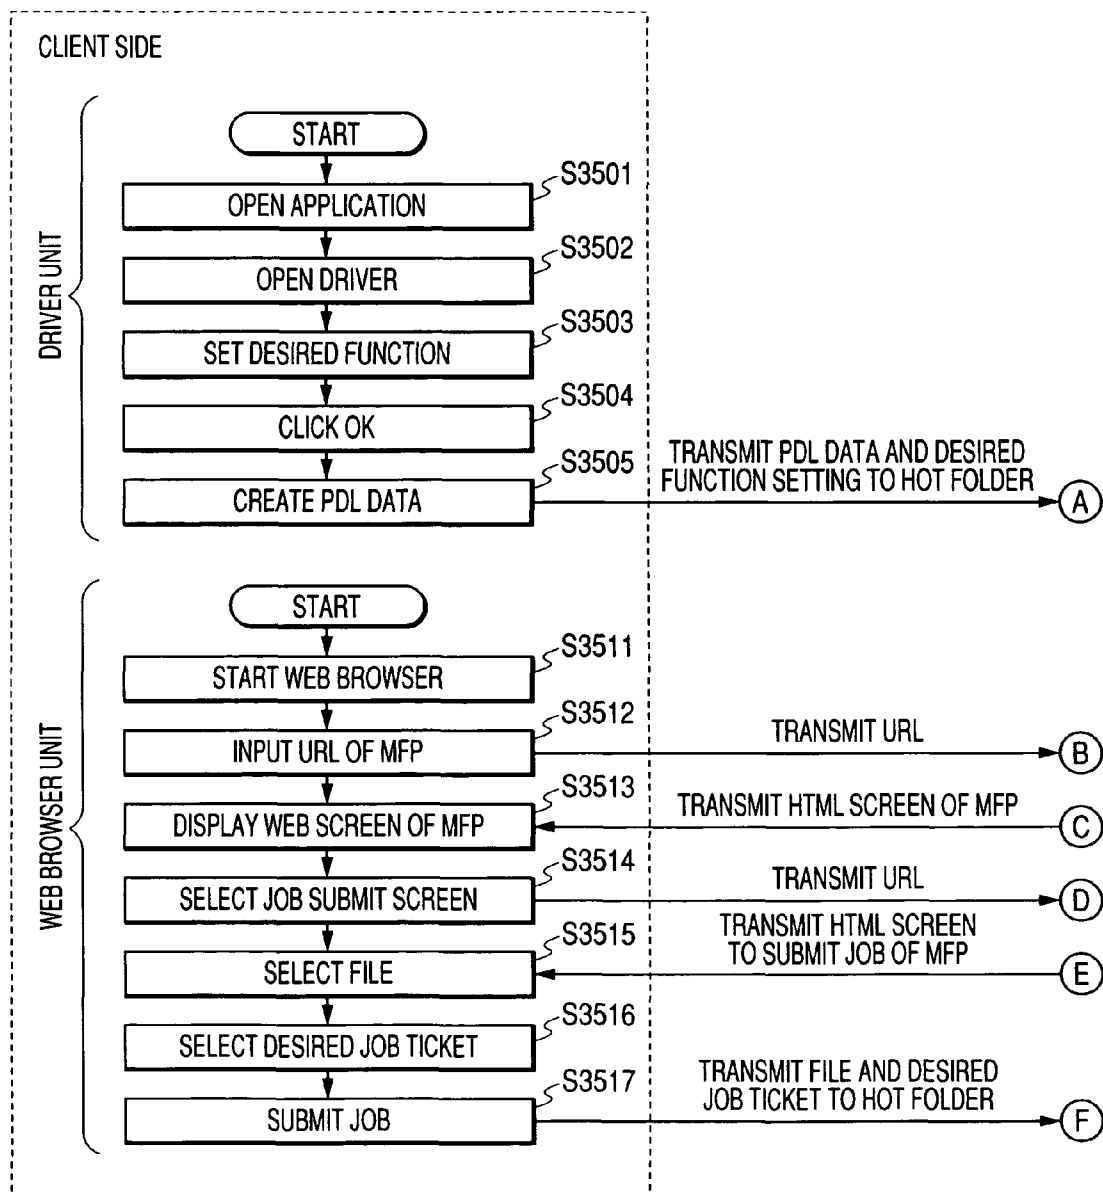 CLIENT SIDE
DRIVER UNIT
START
S3501
OPEN APPLICATION
S3502
OPEN DRIVER
S3503
SET DESIRED FUNCTION
S3504
CLICK OK
S3505
CREATE PDL DATA
TRANSMIT PDL DATA AND DESIRED
FUNCTION SETTING TO HOT FOLDER
A
WEB BROWSER UNIT
START
S3511
START WEB BROWSER
S3512
INPUT URL OF MFP
TRANSMIT URL
B
S3513
DISPLAY WEB SCREEN OF MFP
TRANSMIT HTML SCREEN OF MFP
C
S3514
SELECT JOB SUBMIT SCREEN
TRANSMIT URL
D
S3515
SELECT FILE
TRANSMIT HTML SCREEN
TO SUBMIT JOB OF MFP
E
S3516
SELECT DESIRED JOB TICKET
S3517
SUBMIT JOB
TRANSMIT FILE AND DESIRED
JOB TICKET TO HOT FOLDER
F